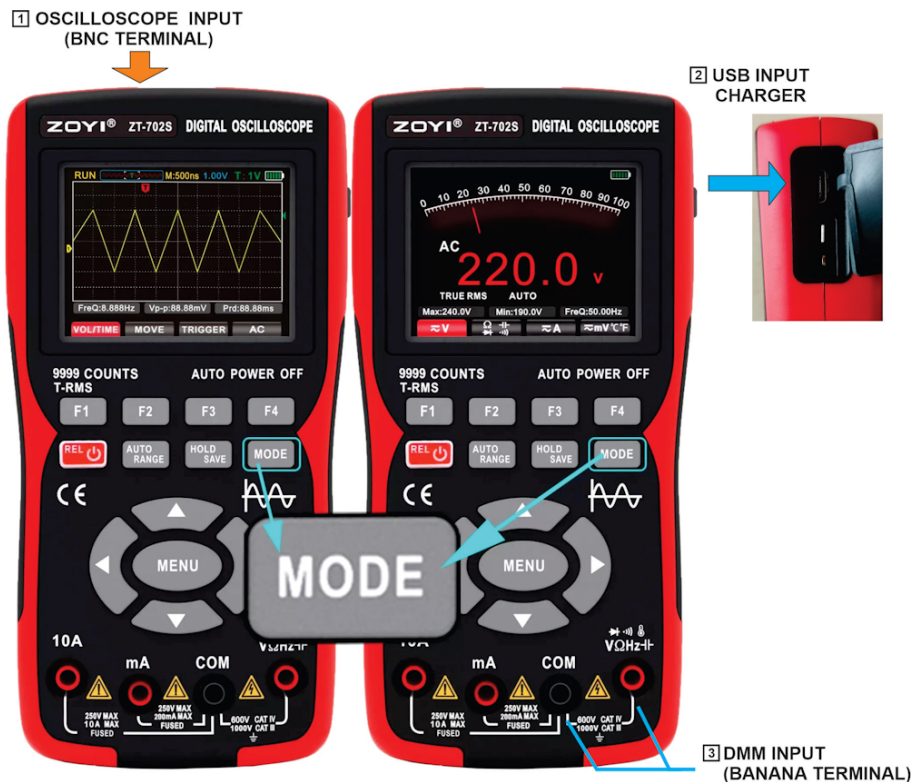 1 OSCILLOSCOPE INPUT
(BNC TERMINAL)
2 USB INPUT
CHARGER
ZOYI® ZT-702S DIGITAL OSCILLOSCOPE
RUN T M:500ns 1.00V T: 1V
T
FreQ:8.888Hz Vp-p:88.88mV Prd:88.88ms
VOL/TIME MOVE TRIGGER AC
9999 COUNTS AUTO POWER OFF
T-RMS
F1 F2 F3 F4
REL AUTO RANGE HOLD SAVE MODE
CE
MENU
10A
mA COM VΩHz
250V MAX
10A MAX
FUSED
250V MAX
200mA MAX
FUSED
600V CAT IV
1000V CAT III
ZOYI® ZT-702S DIGITAL OSCILLOSCOPE
0 10 20 30 40 50 60 70 80 90 100
AC
220.0 V
TRUE RMS AUTO
Max:240.0V Min:190.0V FreQ:50.00Hz
≂V Ω ≂A ≂mV℃℉
9999 COUNTS AUTO POWER OFF
T-RMS
F1 F2 F3 F4
REL AUTO RANGE HOLD SAVE MODE
CE
MENU
MODE
10A
mA COM VΩHz
250V MAX
10A MAX
FUSED
250V MAX
200mA MAX
FUSED
600V CAT IV
1000V CAT III
3 DMM INPUT
(BANANA TERMINAL)